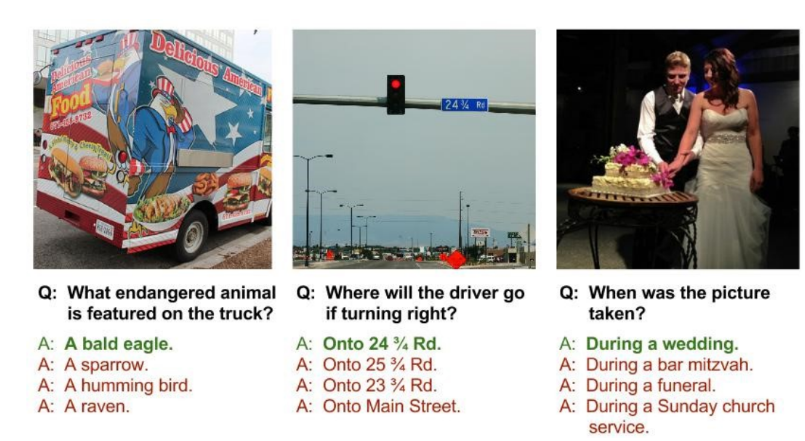 Delicious American
Delicious
American
Food
24 ¾ Rd
Q: What endangered animal
is featured on the truck?
A: A bald eagle.
A: A sparrow.
A: A humming bird.
A: A raven.
Q: Where will the driver go
if turning right?
A: Onto 24 ¾ Rd.
A: Onto 25 ¾ Rd.
A: Onto 23 ¾ Rd.
A: Onto Main Street.
Q: When was the picture
taken?
A: During a wedding.
A: During a bar mitzvah.
A: During a funeral.
A: During a Sunday church
service.